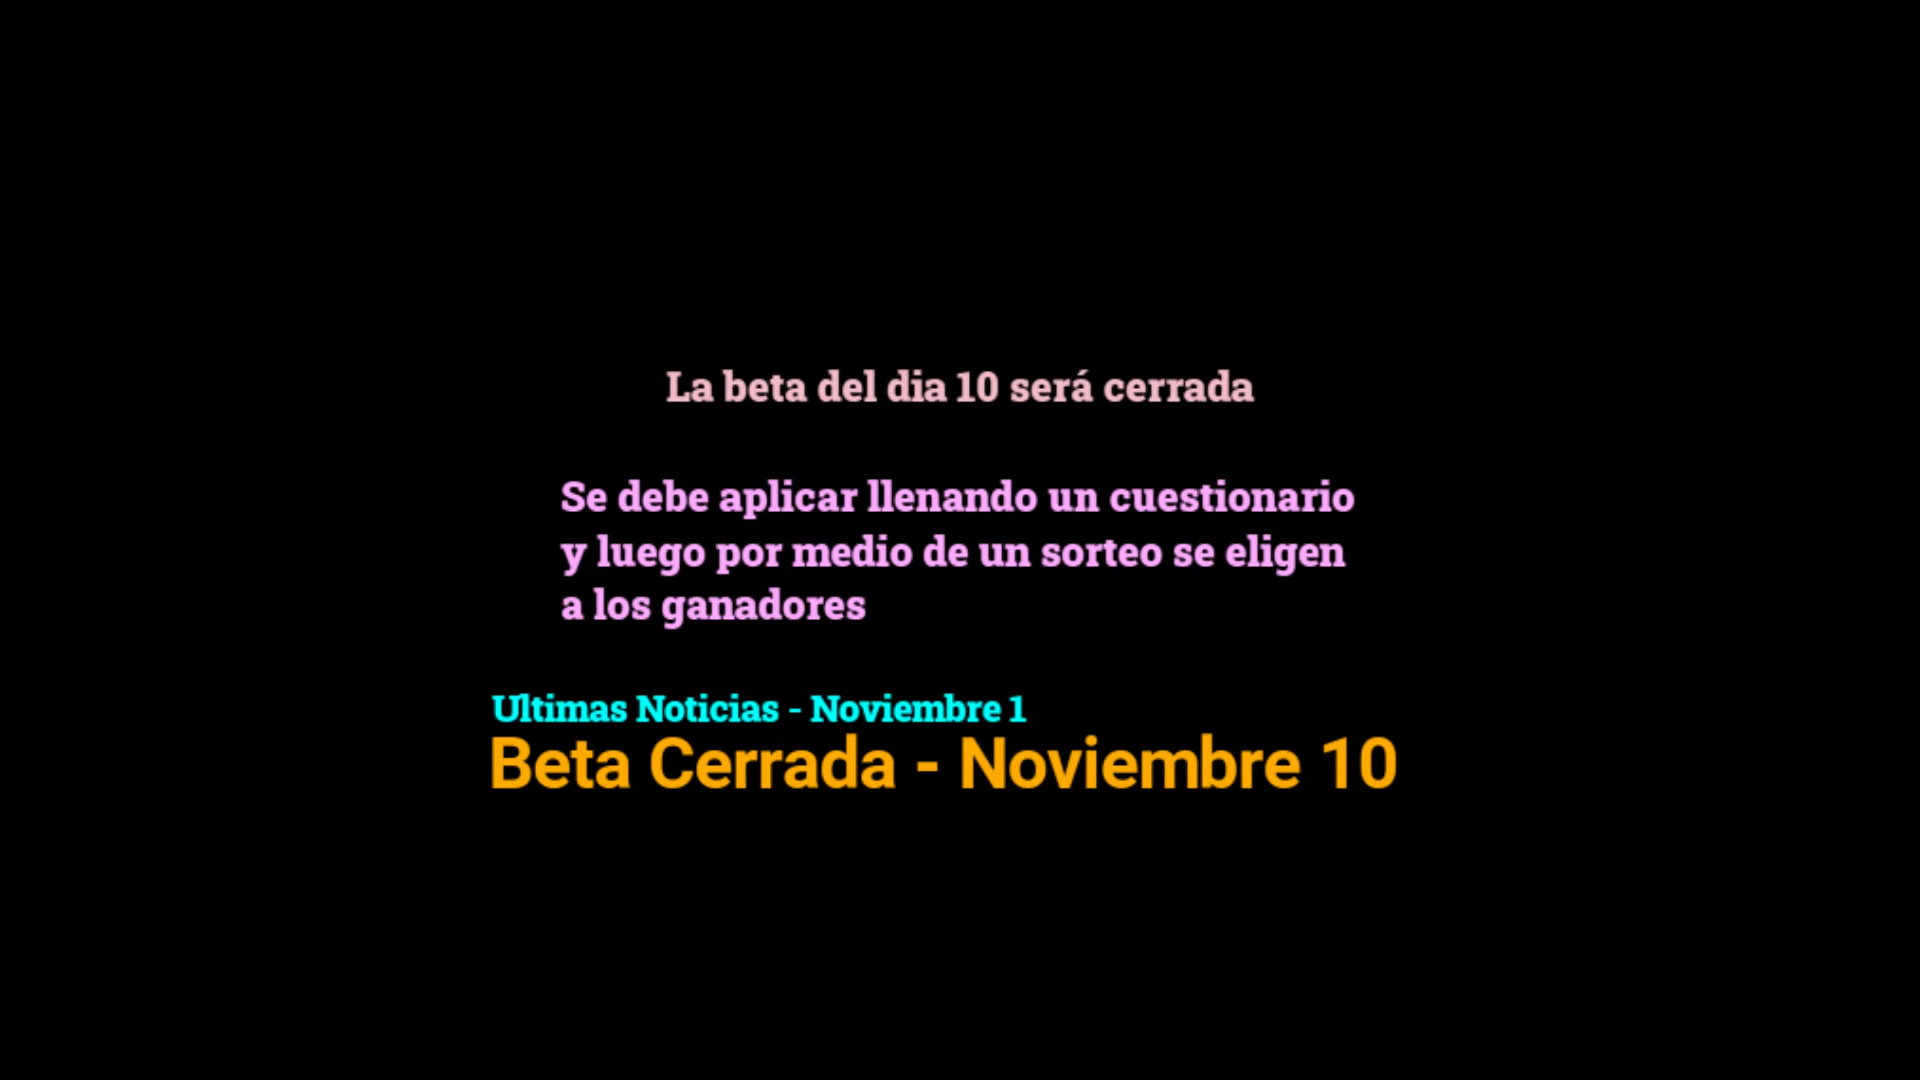 La beta del dia 10 será cerrada
Se debe aplicar llenando un cuestionario
y luego por medio de un sorteo se eligen
a los ganadores
Ultimas Noticias - Noviembre 1
Beta Cerrada - Noviembre 10